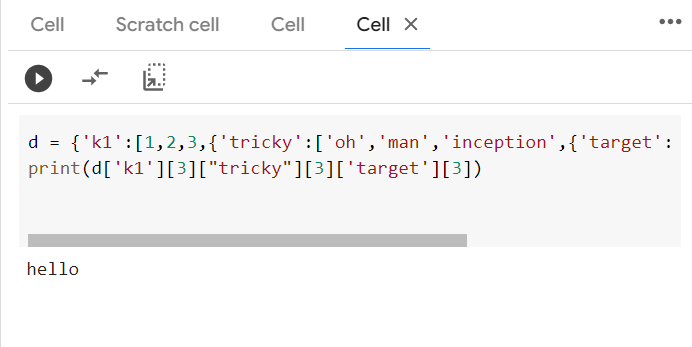 Cell Scratch cell Cell Cell
d = {'k1':[1,2,3,{'tricky':['oh','man','inception',{'target':
print(d['k1'][3]["tricky"][3]['target'][3])
hello